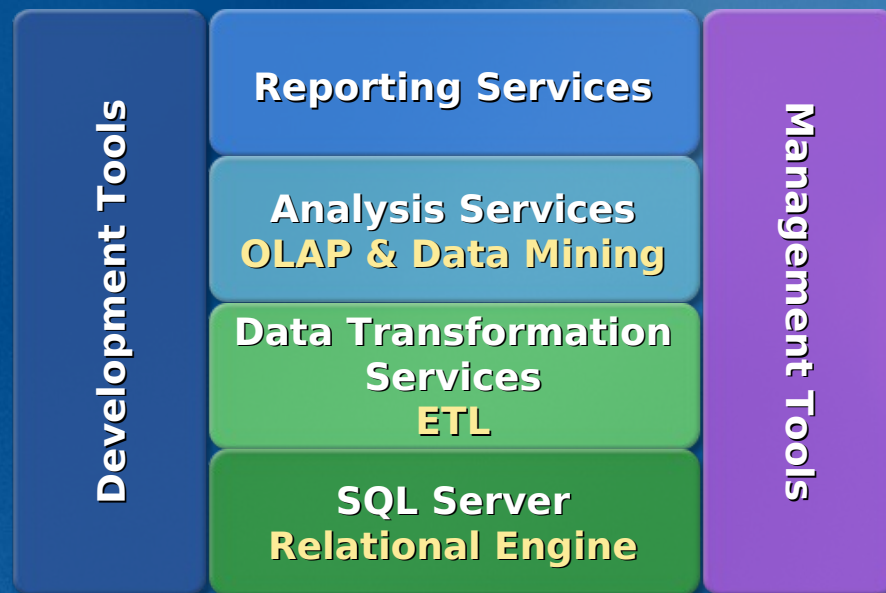 Development Tools
Reporting Services
Analysis Services
OLAP & Data Mining
Data Transformation
Services
ETL
SQL Server
Relational Engine
Management Tools